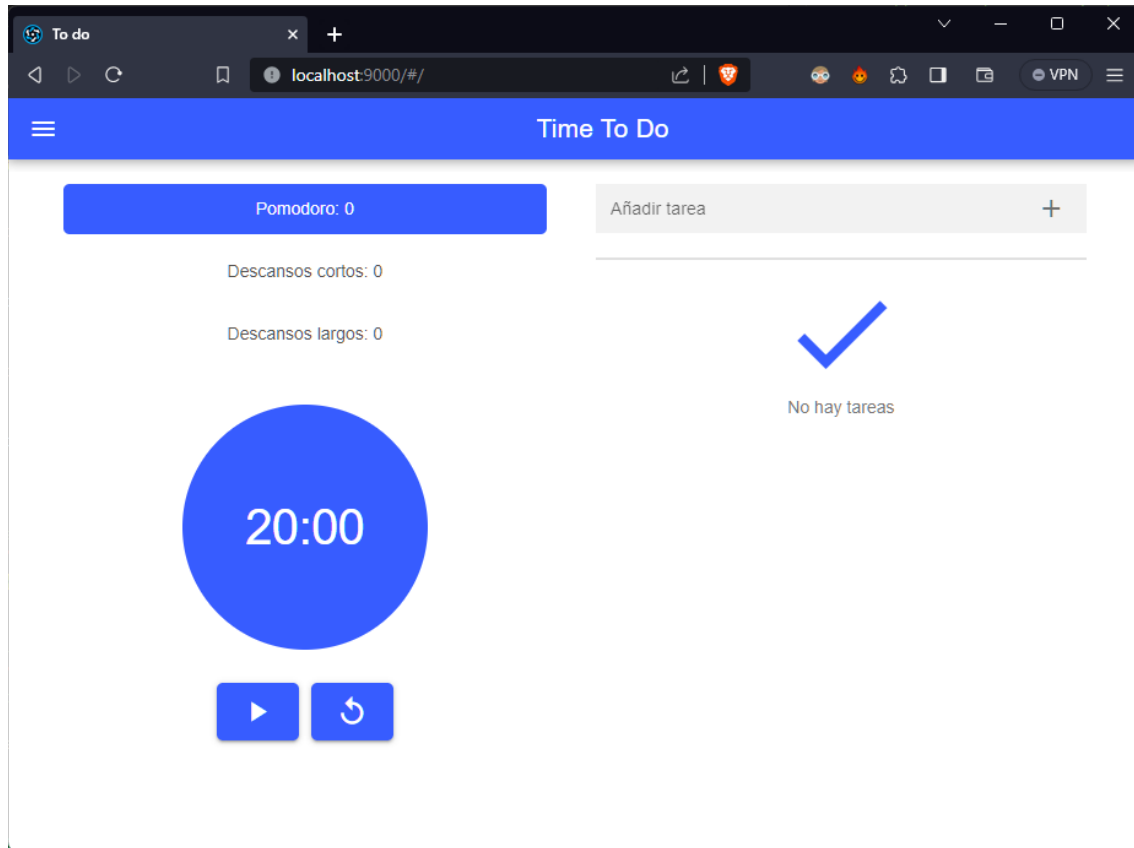 To do
localhost:9000/#/
VPN
Time To Do
Pomodoro: 0
Descansos cortos: 0
Descansos largos: 0
20:00
Añadir tarea
No hay tareas